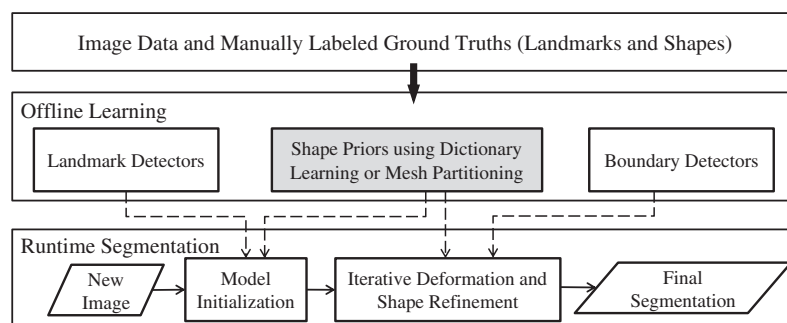 Image Data and Manually Labeled Ground Truths (Landmarks and Shapes)
Offline Learning
Landmark Detectors
Shape Priors using Dictionary
Learning or Mesh Partitioning
Boundary Detectors
Runtime Segmentation
New
Image
Model
Initialization
Iterative Deformation and
Shape Refinement
Final
Segmentation